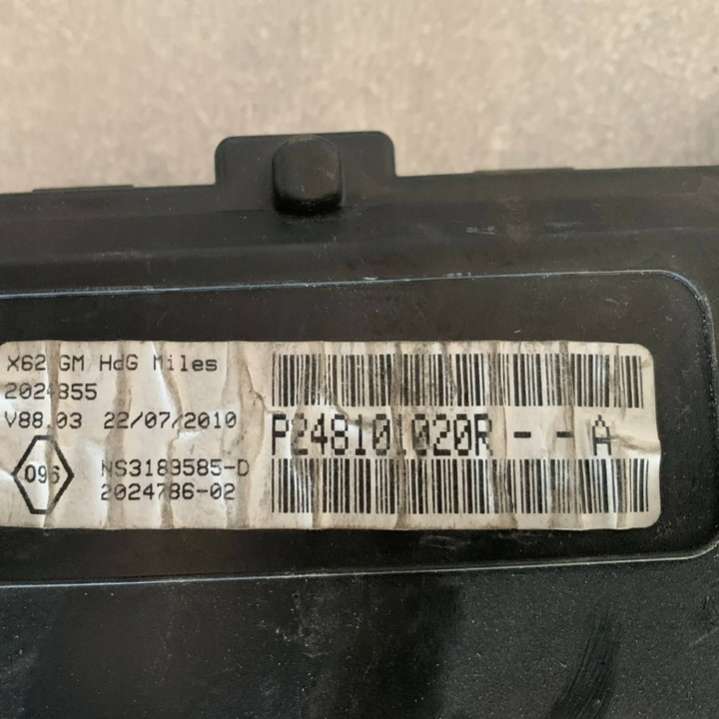 X62 GM HdG Miles
2024855
V88.03 22/07/2010
P248101020R - - A
096
NS3189585-D
2024786-02